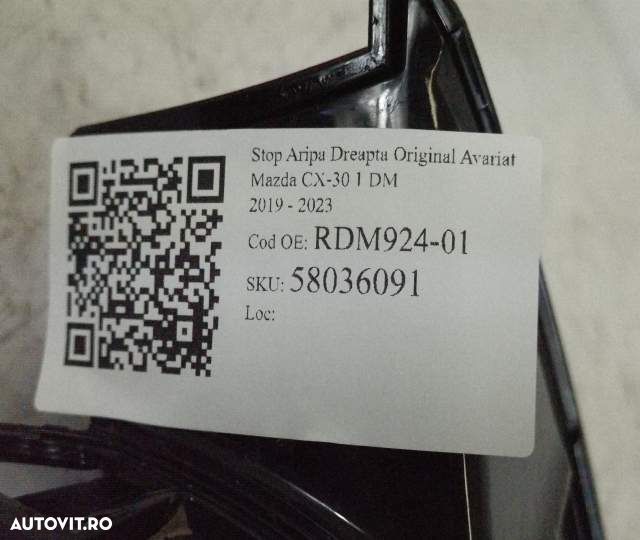 Stop Aripa Dreapta Original Avariat
Mazda CX-30 1 DM
2019 - 2023
Cod OE: RDM924-01
SKU: 58036091
Loc:
AUTOVIT.RO